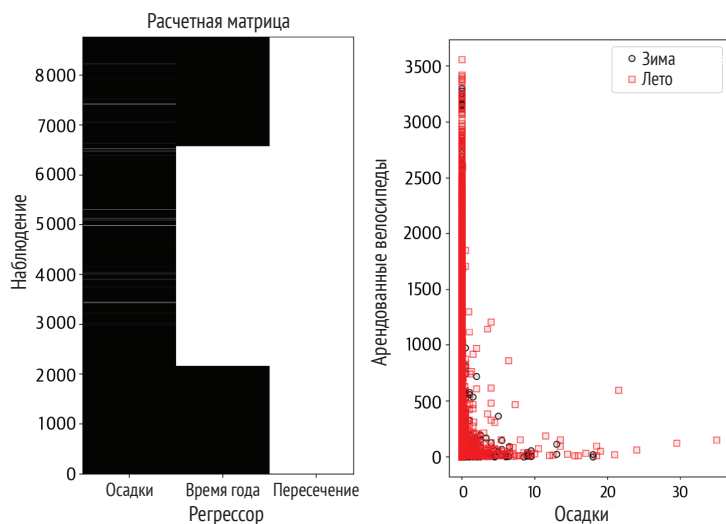 Расчетная матрица
8000
7000
6000
5000
4000
3000
2000
1000
0
Наблюдение
Осадки
Время года
Пересечение
Регрессор
3500
3000
2500
2000
1500
1000
500
0
Арендованные велосипеды
Зима
Лето
0
10
20
30
Осадки